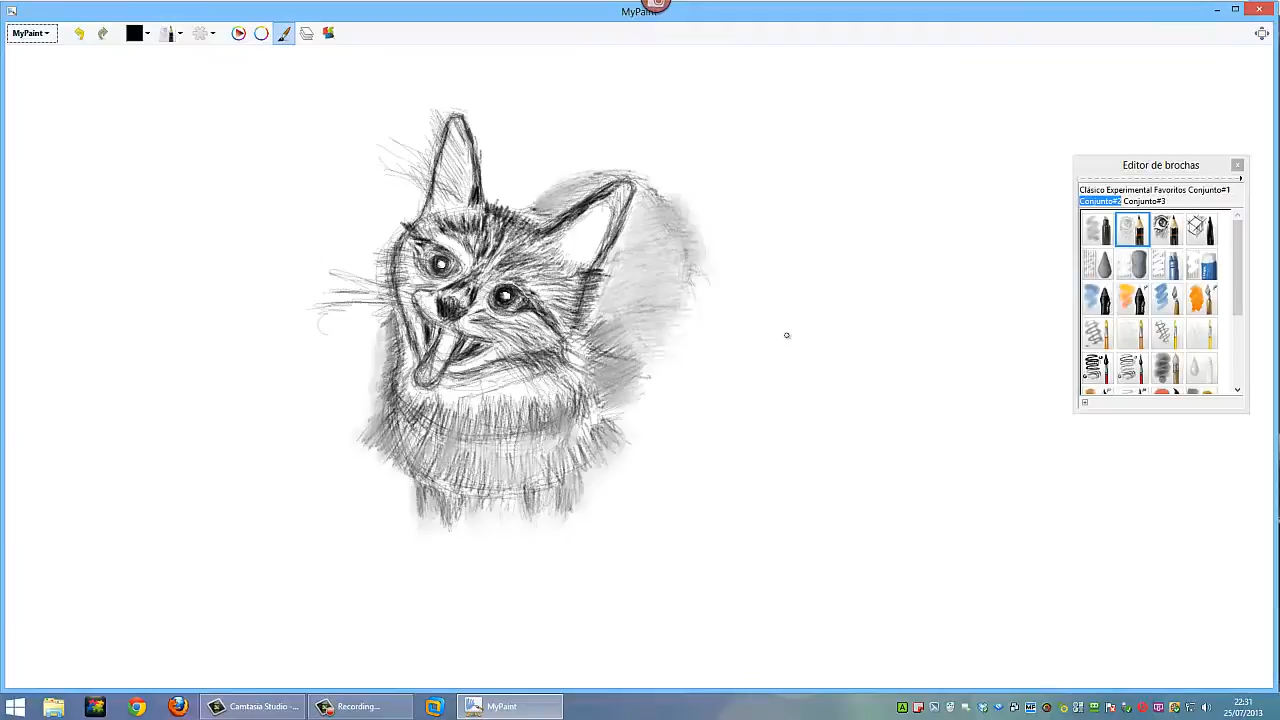 MyPaint
MyPaint
Editor de brochas
Clásico Experimental Favoritos Conjunto#1
Conjunto#2 Conjunto#3
Camtasia Studio -...
Recording...
MyPaint
22:31
25/07/2013